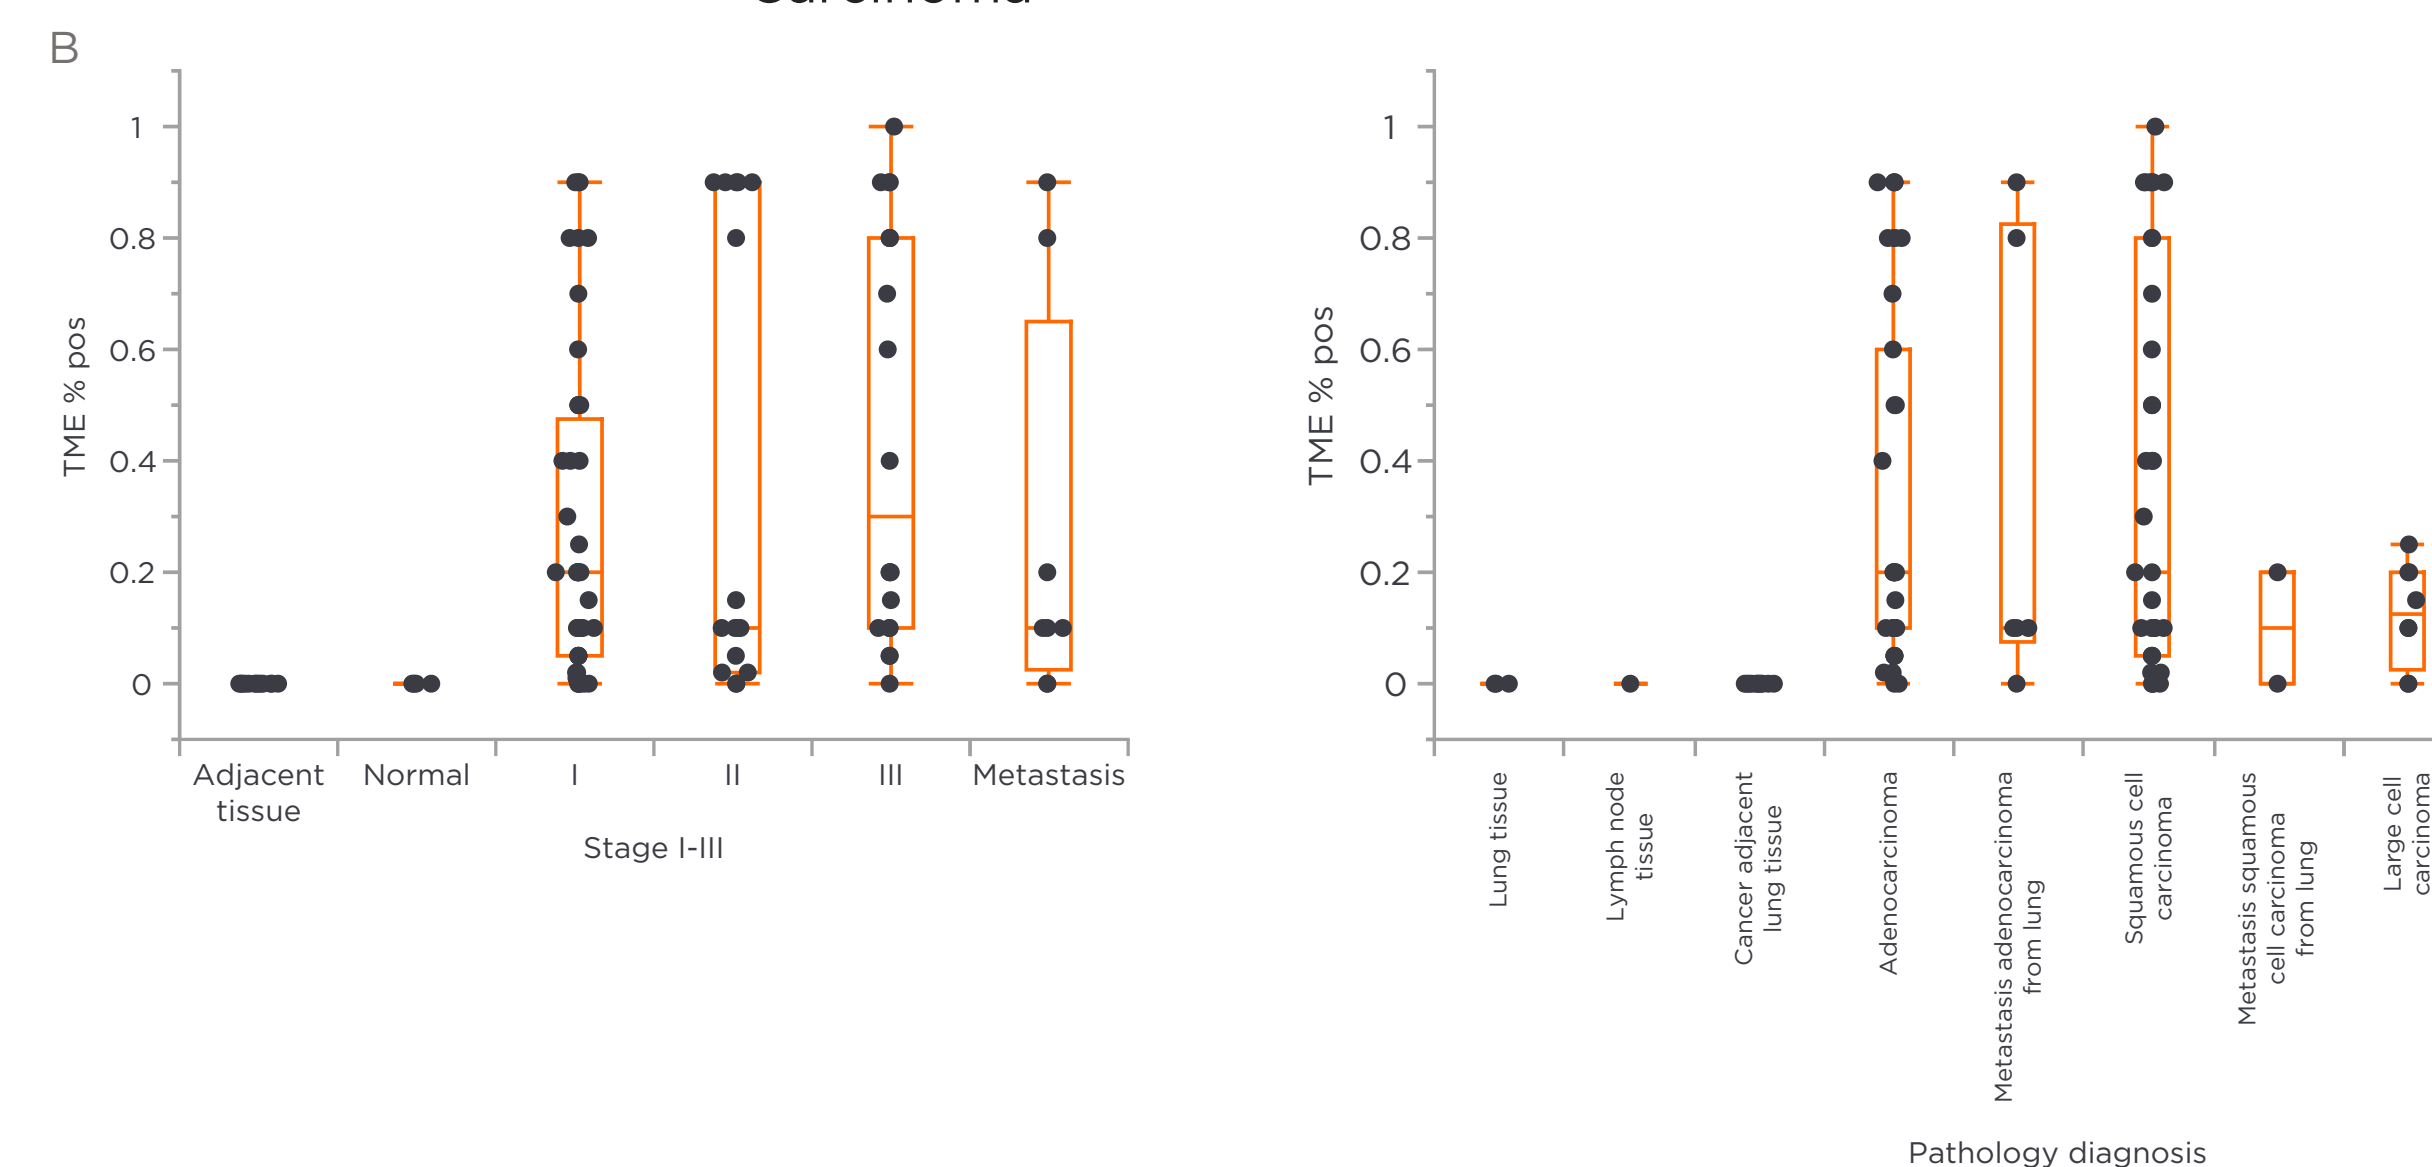 Carcinoma
B
TME % pos
1
0.8
0.6
0.4
0.2
0
Adjacent
tissue
Normal
I
II
III
Metastasis
Stage I-III
TME % pos
1
0.8
0.6
0.4
0.2
0
Lung tissue
Lymph node
tissue
Cancer adjacent
lung tissue
Adenocarcinoma
Metastasis adenocarcinoma
from lung
Squamous cell
carcinoma
Metastasis squamous
cell carcinoma
from lung
Large cell
carcinoma
Pathology diagnosis